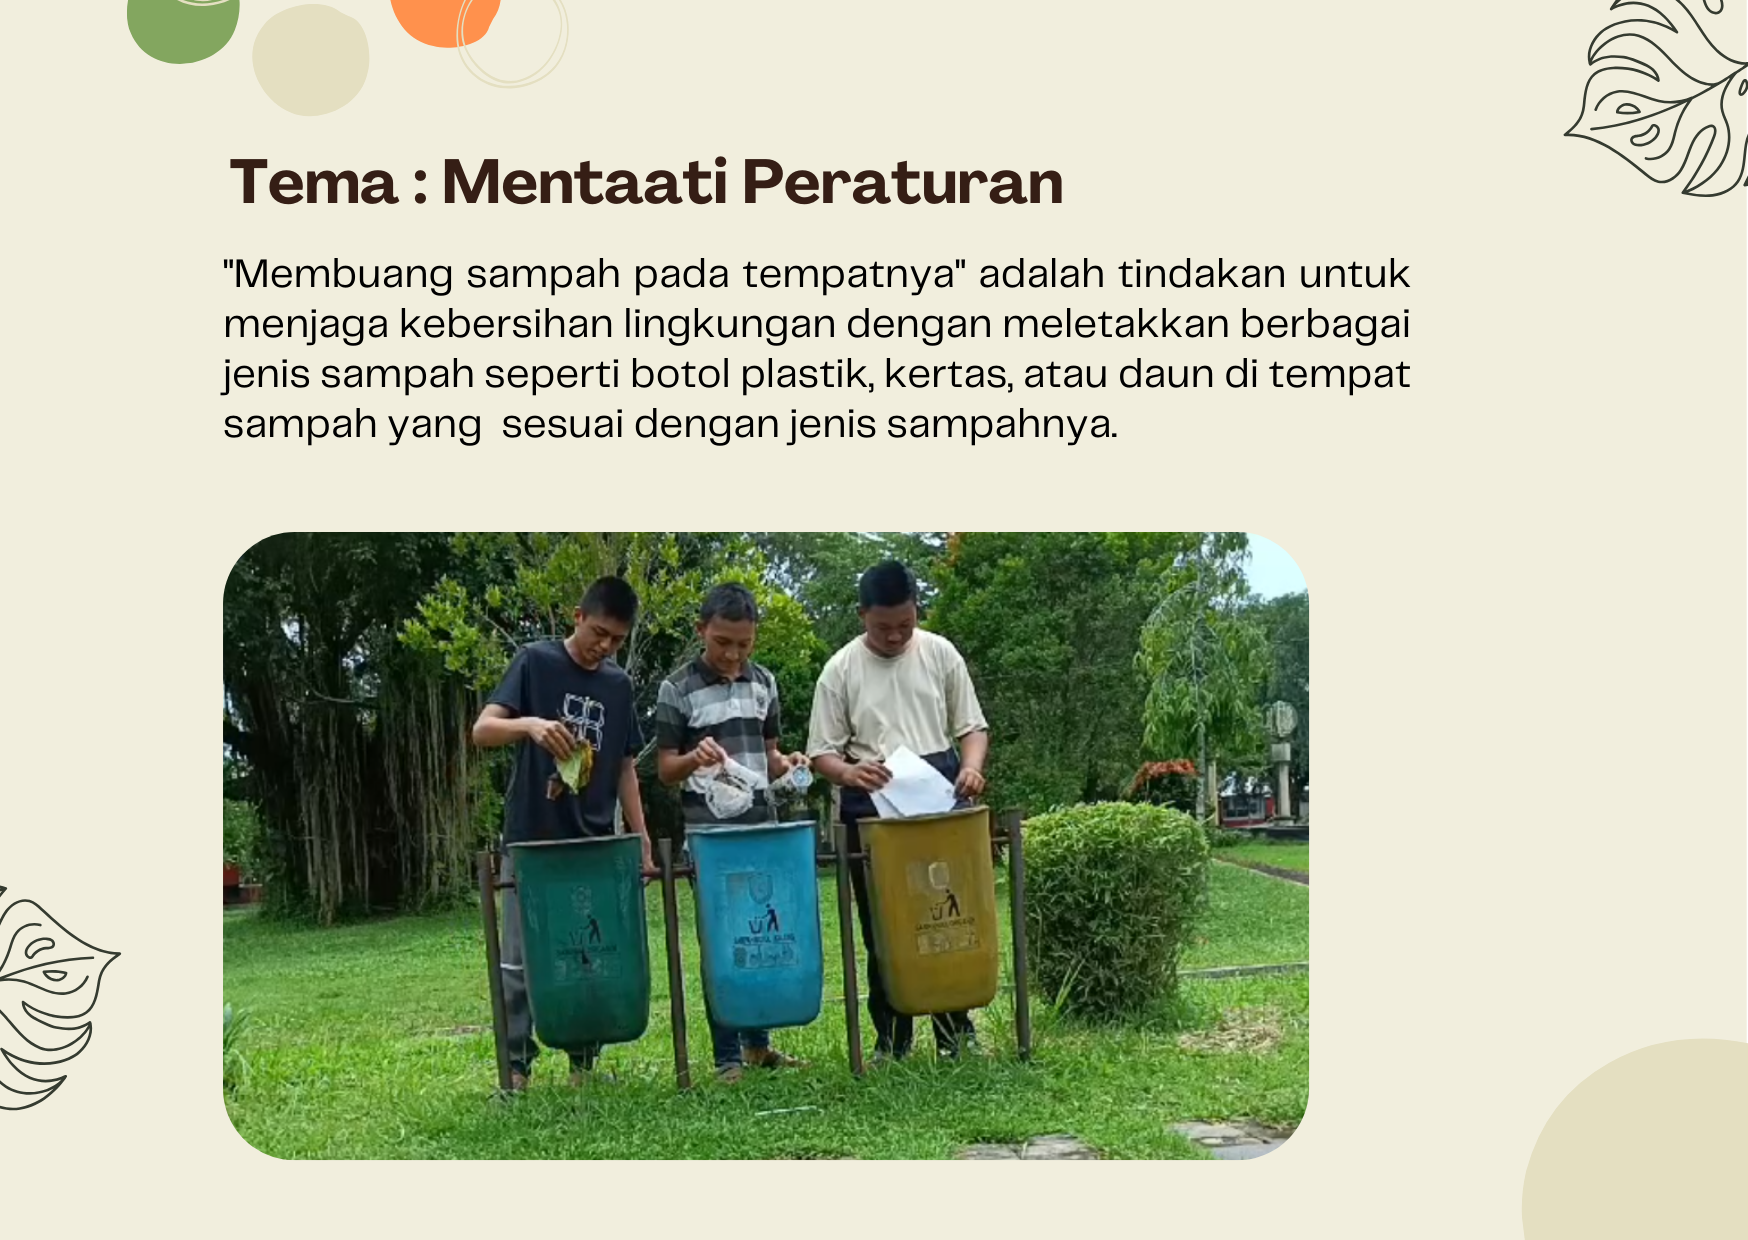 Tema : Mentaati Peraturan
"Membuang sampah pada tempatnya" adalah tindakan untuk
menjaga kebersihan lingkungan dengan meletakkan berbagai
jenis sampah seperti botol plastik, kertas, atau daun di tempat
sampah yang  sesuai dengan jenis sampahnya.